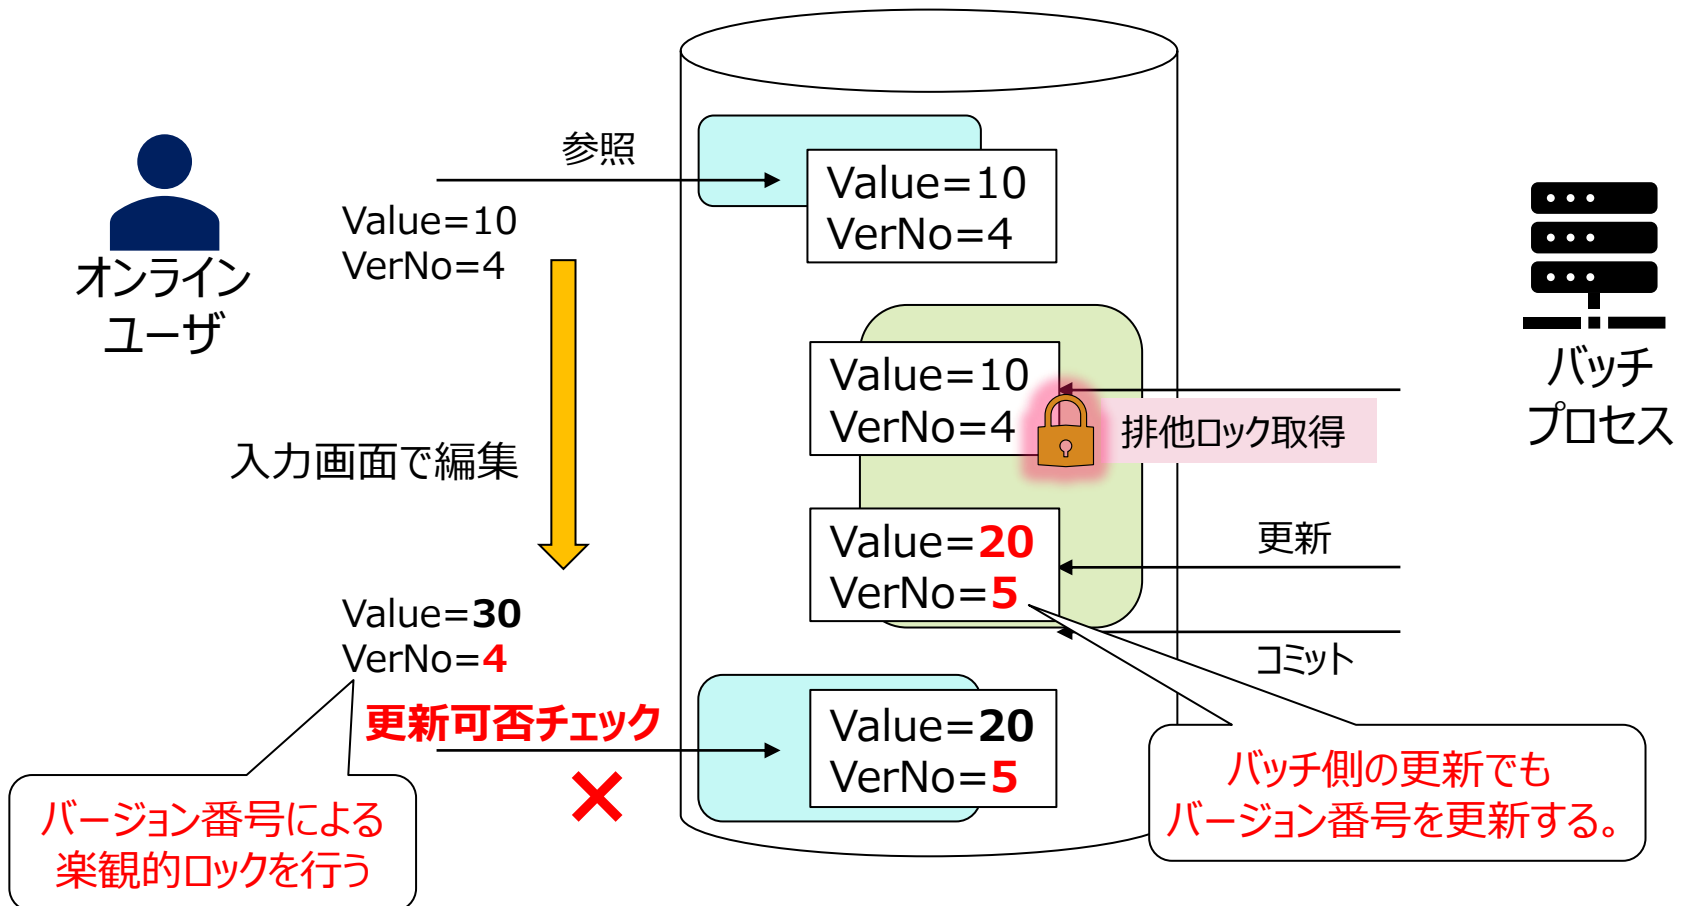 参照
Value=10
VerNo=4
オンライン
ユーザ
Value=10
VerNo=4
バッチ
プロセス
Value=10
VerNo=4
排他ロック取得
入力画面で編集
Value=20
VerNo=5
更新
コミット
Value=30
VerNo=4
更新可否チェック
Value=20
VerNo=5
バージョン番号による
楽観的ロックを行う
バッチ側の更新でも
バージョン番号を更新する。